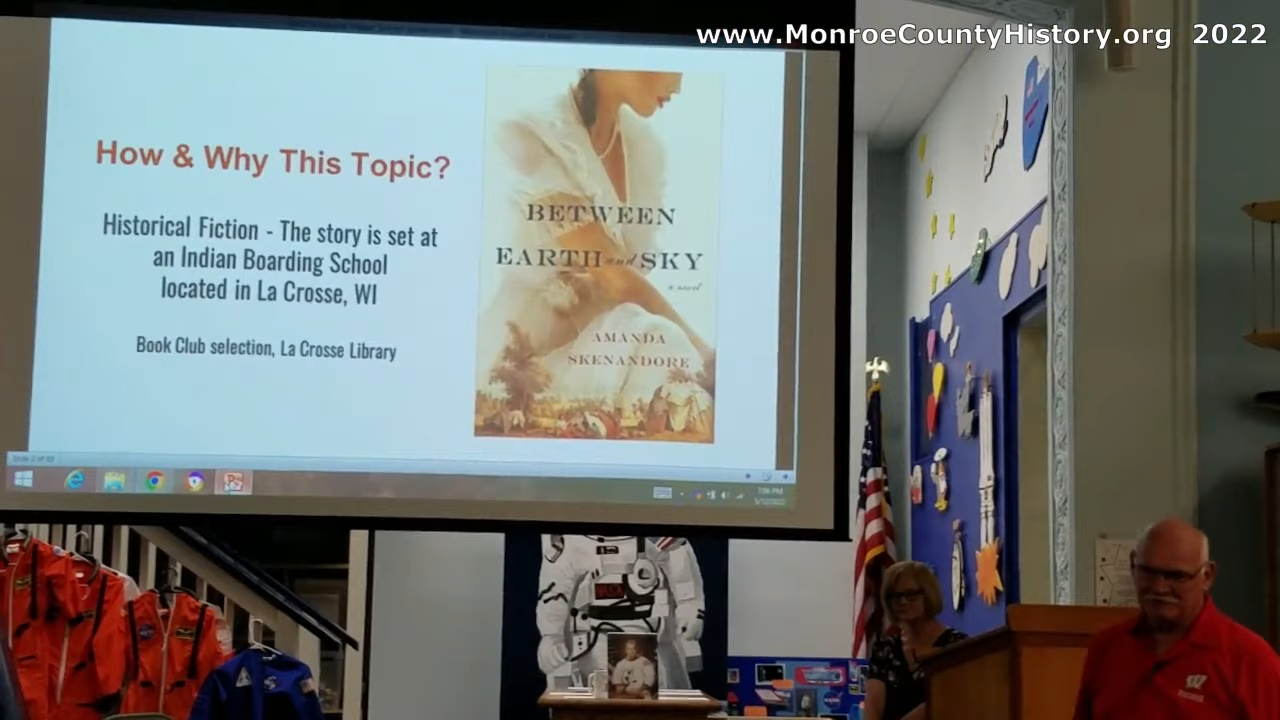 www.MonroeCountyHistory.org 2022
How & Why This Topic?
Historical Fiction - The story is set at
an Indian Boarding School
located in La Crosse, WI
Book Club selection, La Crosse Library
BETWEEN
EARTH and SKY
a novel
AMANDA
SKENANDORE
W